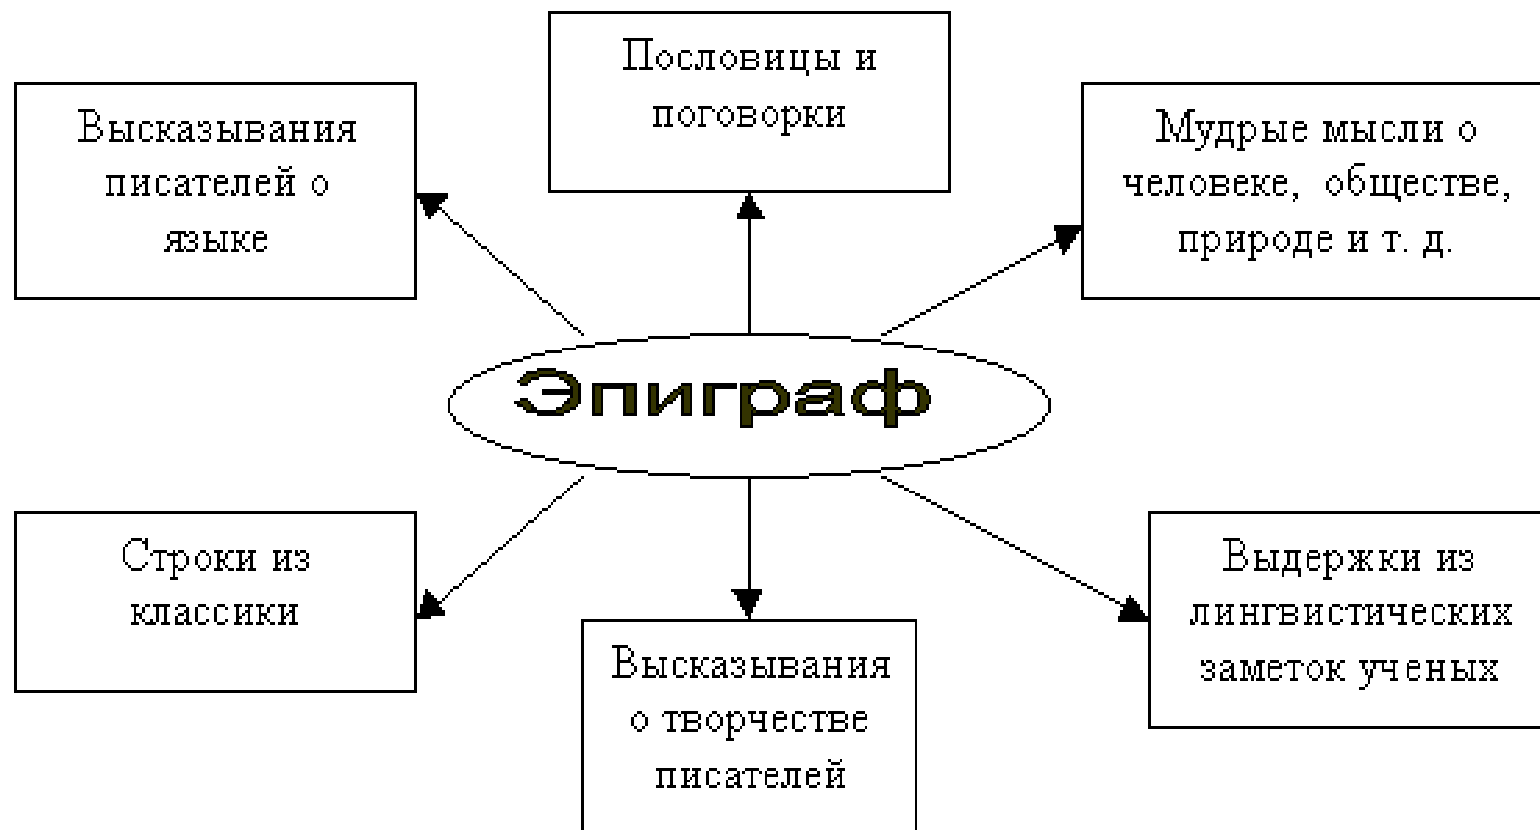 Пословицы и
поговорки
Высказывания
писателей о
языке
Мудрые мысли о
человеке, обществе,
природе и т. д.
Эпиграф
Строки из
классики
Высказывания
о творчестве
писателей
Выдержки из
лингвистических
заметок ученых